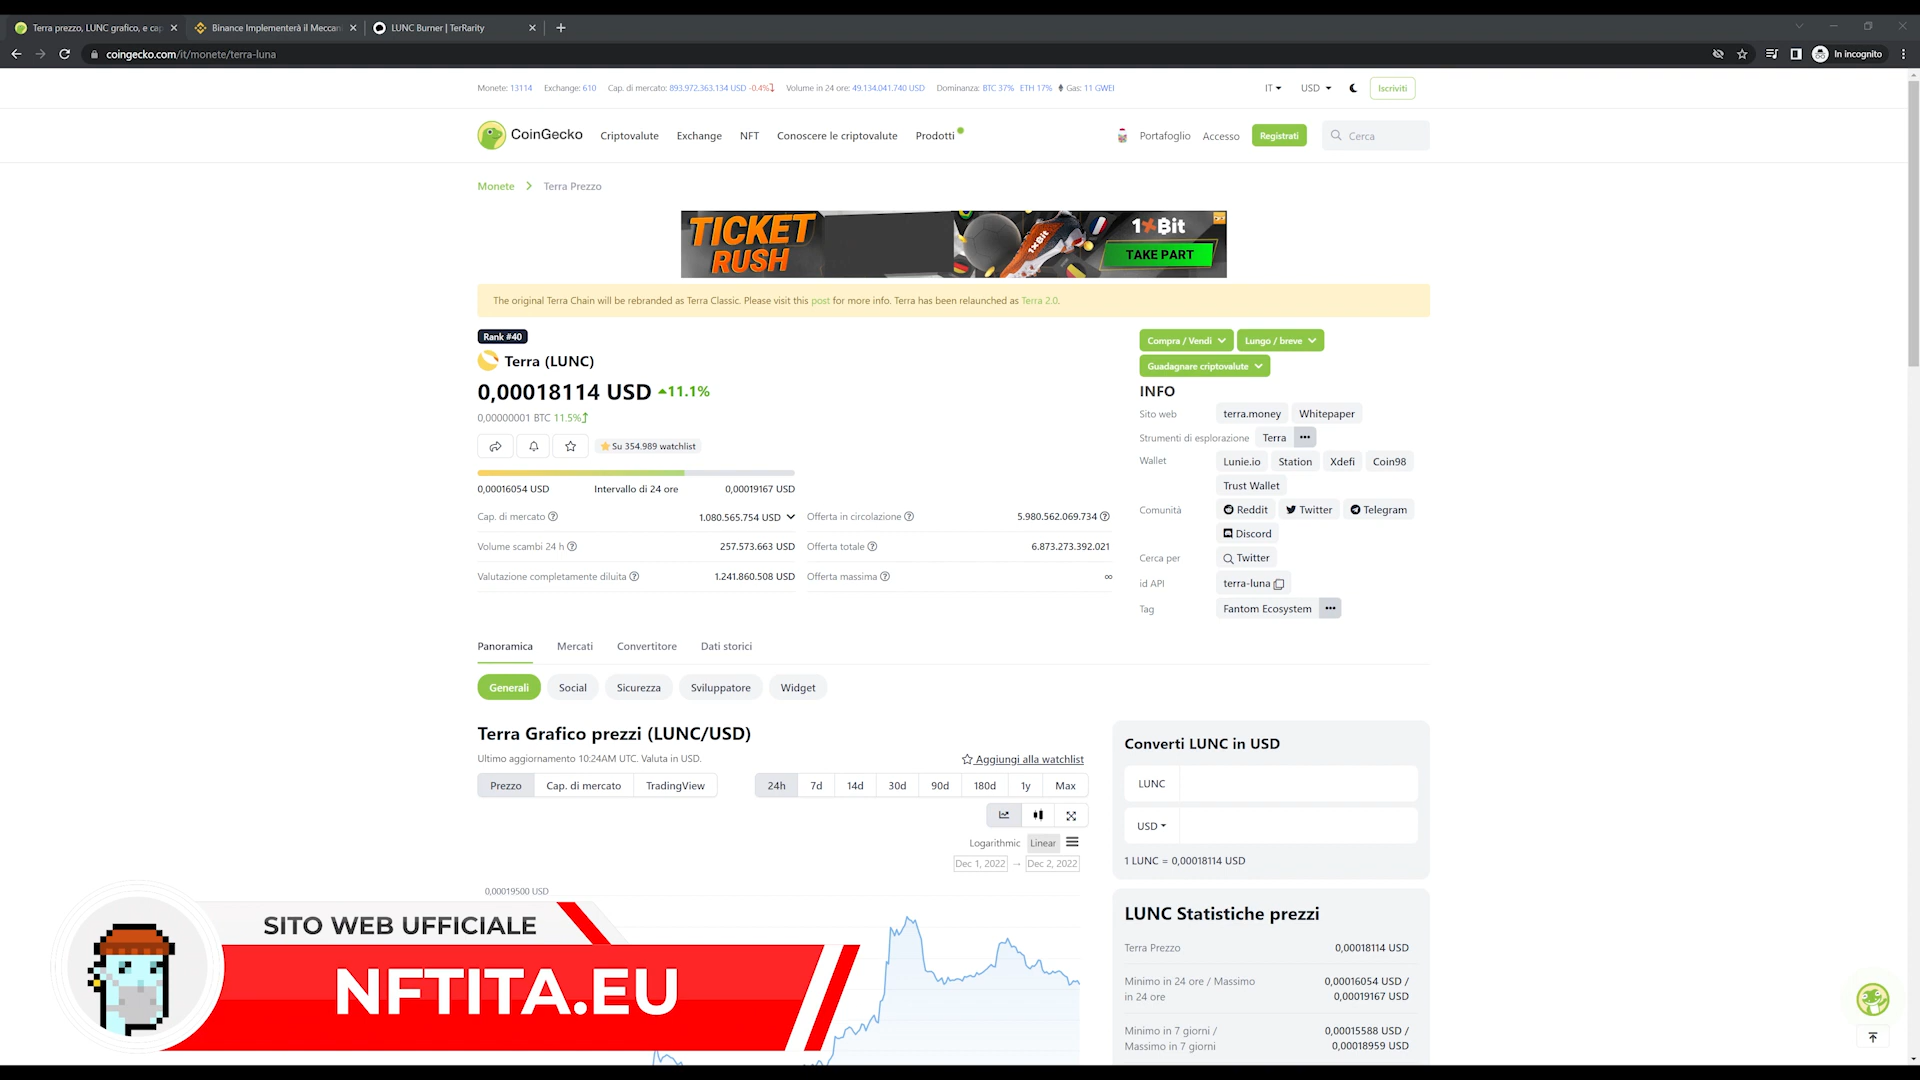 Terra prezzo, LUNC grafico, e cap
Binance Implementerà il Meccan
LUNC Burner | TerRarity
coingecko.com/it/monete/terra-luna
In incognito
Monete: 13114 Exchange: 610 Cap. di mercato: 893.972.363.134 USD -0.4% Volume in 24 ore: 49.134.041.740 USD Dominanza: BTC 37% ETH 17% Gas: 11 GWEI
IT USD Iscriviti
CoinGecko Criptovalute Exchange NFT Conoscere le criptovalute Prodotti Portafoglio Accesso Registrati Cerca
Monete Terra Prezzo
TICKET RUSH
1xBit
1xBit
TAKE PART
The original Terra Chain will be rebranded as Terra Classic. Please visit this post for more info. Terra has been relaunched as Terra 2.0.
Rank #40
Terra (LUNC)
0,00018114 USD 11.1%
0,00000001 BTC 11.5%
Su 354.989 watchlist
0,00016054 USD Intervallo di 24 ore 0,00019167 USD
Cap. di mercato 1.080.565.754 USD
Offerta in circolazione 5.980.562.069.734
Volume scambi 24 h 257.573.663 USD
Offerta totale 6.873.273.392.021
Valutazione completamente diluita 1.241.860.508 USD
Offerta massima ∞
Compra / Vendi Lungo / breve
Guadagnare criptovalute
INFO
Sito web terra.money Whitepaper
Strumenti di esplorazione Terra •••
Wallet Lunie.io Station Xdefi Coin98
Trust Wallet
Comunità Reddit Twitter Telegram
Discord
Cerca per Twitter
id API terra-luna
Tag Fantom Ecosystem •••
Panoramica Mercati Convertitore Dati storici
Generali Social Sicurezza Sviluppatore Widget
Terra Grafico prezzi (LUNC/USD)
Ultimo aggiornamento 10:24AM UTC. Valuta in USD.
Aggiungi alla watchlist
Prezzo Cap. di mercato TradingView
24h 7d 14d 30d 90d 180d 1y Max
Logarithmic Linear
Dec 1, 2022 → Dec 2, 2022
0,00019500 USD
Converti LUNC in USD
LUNC
USD
1 LUNC = 0,00018114 USD
LUNC Statistiche prezzi
Terra Prezzo 0,00018114 USD
Minimo in 24 ore / Massimo in 24 ore
0,00016054 USD /
0,00019167 USD
Minimo in 7 giorni /
Massimo in 7 giorni
0,00015588 USD /
0,00018959 USD
SITO WEB UFFICIALE
NFTITA.EU